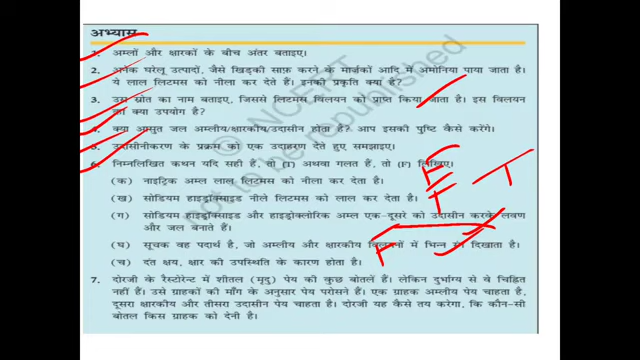 अभ्यास
1. अम्लों और क्षारकों के बीच अंतर बताइए।
2. अनेक घरेलू उत्पादों, जैसे खिड़की साफ़ करने के मार्जकों आदि में अमोनिया पाया जाता है।
ये लाल लिटमस को नीला कर देते हैं। इनकी प्रकृति क्या है?
3. उस स्रोत का नाम बताइए, जिससे लिटमस विलयन को प्राप्त किया जाता है। इस विलयन
का क्या उपयोग है?
4. क्या आसुत जल अम्लीय/क्षारकीय/उदासीन होता है? आप इसकी पुष्टि कैसे करेंगे।
5. उदासीनीकरण के प्रक्रम को एक उदाहरण देते हुए समझाइए।
6. निम्नलिखित कथन यदि सही है, तो (T) अथवा गलत है, तो (F) लिखिए।
(क) नाइट्रिक अम्ल लाल लिटमस को नीला कर देता है। F
(ख) सोडियम हाइड्रॉक्साइड नीले लिटमस को लाल कर देता है। F T
(ग) सोडियम हाइड्रॉक्साइड और हाइड्रोक्लोरिक अम्ल एक-दूसरे को उदासीन करके लवण
और जल बनाते हैं।
(घ) सूचक वह पदार्थ है, जो अम्लीय और क्षारकीय विलयनों में भिन्न रंग दिखाता है।
(च) दंत क्षय, क्षार की उपस्थिति के कारण होता है। F
7. दोरजी के रैस्टोरेन्ट में शीतल (मृदु) पेय की कुछ बोतलें हैं। लेकिन दुर्भाग्य से वे चिह्नित
नहीं हैं। उसे ग्राहकों की माँग के अनुसार पेय परोसने हैं। एक ग्राहक अम्लीय पेय चाहता है,
दूसरा क्षारकीय और तीसरा उदासीन पेय चाहता है। दोरजी यह कैसे तय करेगा, कि कौन-सी
बोतल किस ग्राहक को देनी है।
© NCERT
not to be republished